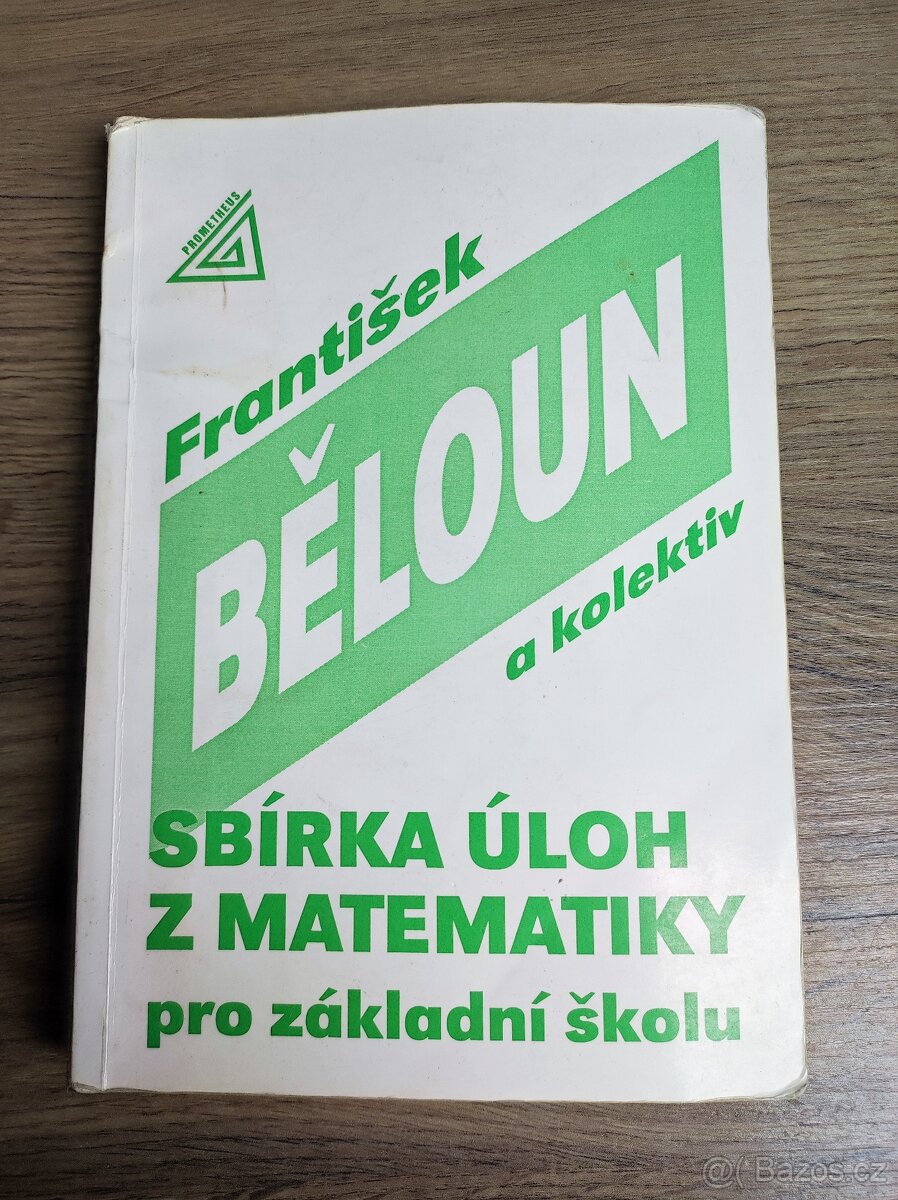 PROMETHEUS
František
BĚLOUN
a kolektiv
SBÍRKA ÚLOH
Z MATEMATIKY
pro základní školu
@( Bazos.cz